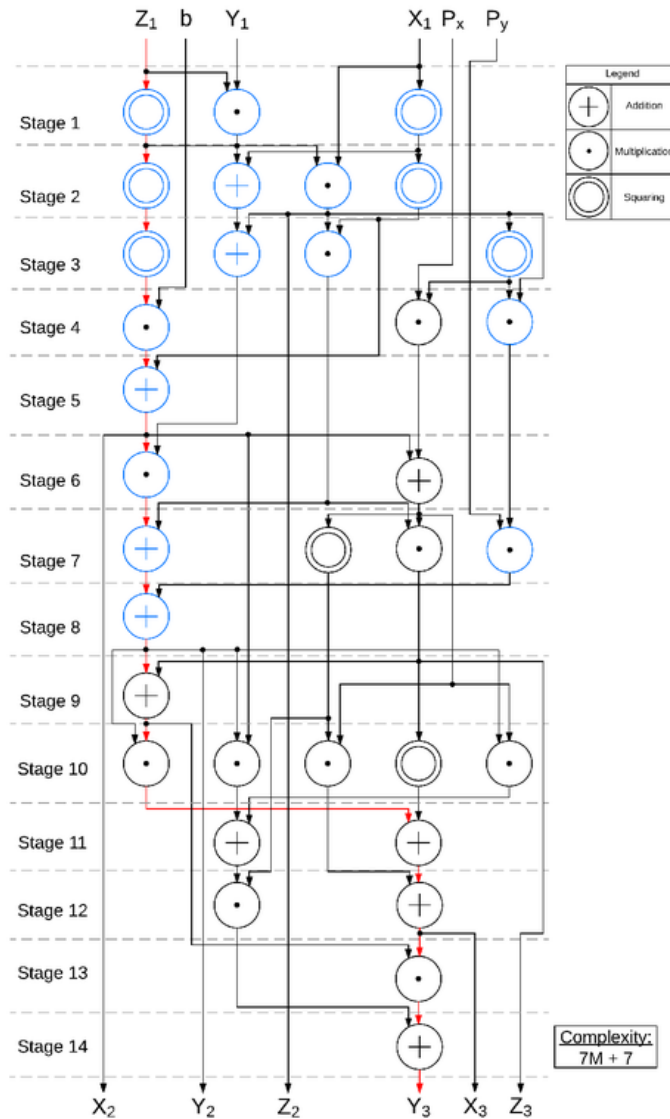 Z₁ b Y₁ X₁ Pₓ Pᵧ
Legend
Addition
Multiplication
Squaring
Stage 1
Stage 2
Stage 3
Stage 4
Stage 5
Stage 6
Stage 7
Stage 8
Stage 9
Stage 10
Stage 11
Stage 12
Stage 13
Stage 14
Complexity:
7M + 7
X₂ Y₂ Z₂ Y₃ X₃ Z₃